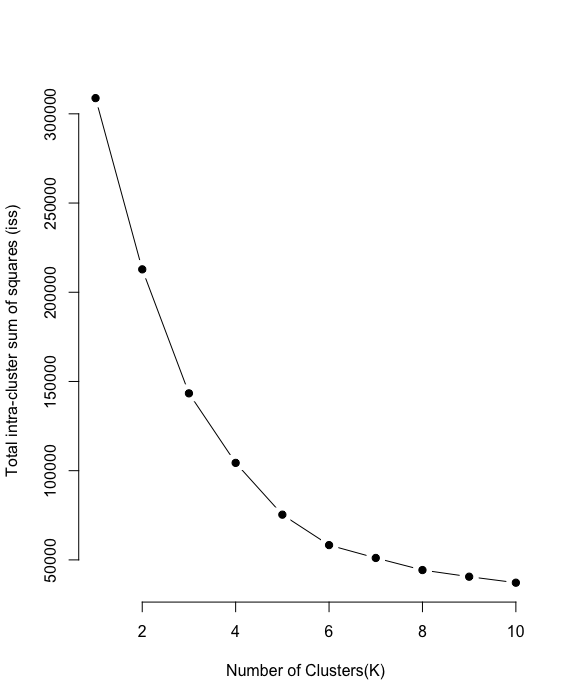 Total intra-cluster sum of squares (iss)
300000
250000
200000
150000
100000
50000
2 4 6 8 10
Number of Clusters(K)